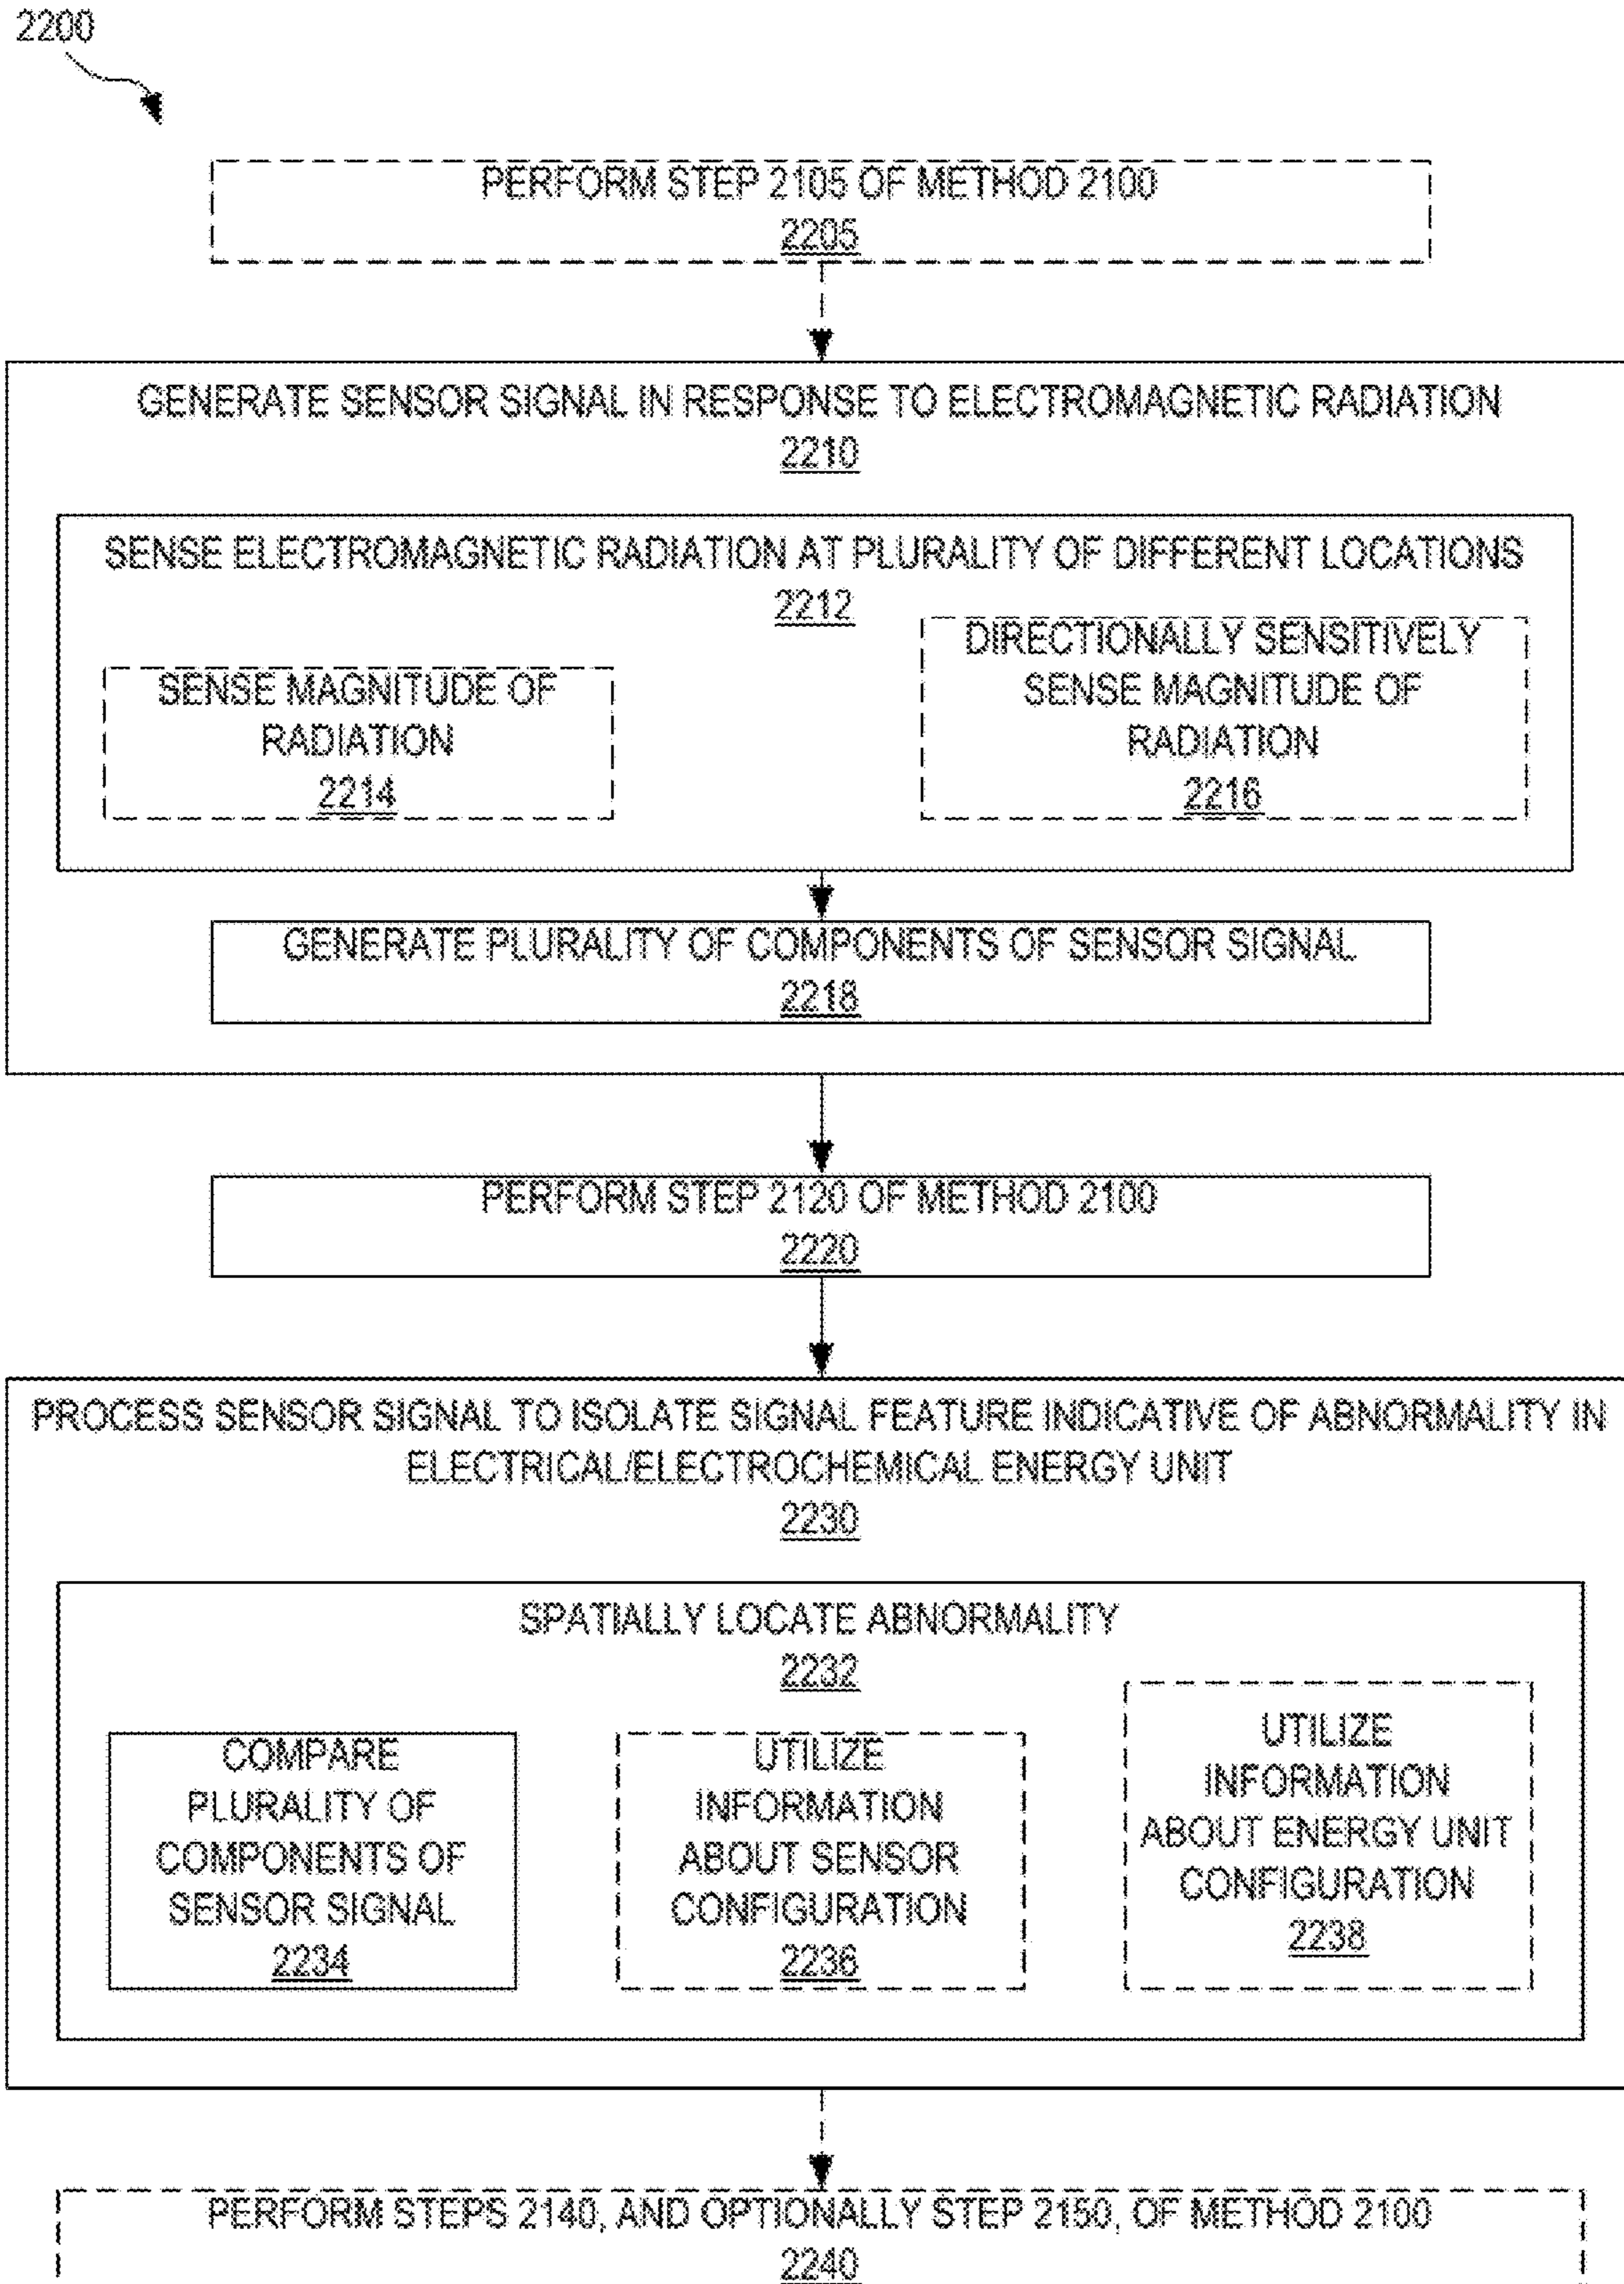 2200
PERFORM STEP 2105 OF METHOD 2100
2205
GENERATE SENSOR SIGNAL IN RESPONSE TO ELECTROMAGNETIC RADIATION
2210
SENSE ELECTROMAGNETIC RADIATION AT PLURALITY OF DIFFERENT LOCATIONS
2212
SENSE MAGNITUDE OF
RADIATION
2214
DIRECTIONALLY SENSITIVELY
SENSE MAGNITUDE OF
RADIATION
2216
GENERATE PLURALITY OF COMPONENTS OF SENSOR SIGNAL
2218
PERFORM STEP 2120 OF METHOD 2100
2220
PROCESS SENSOR SIGNAL TO ISOLATE SIGNAL FEATURE INDICATIVE OF ABNORMALITY IN
ELECTRICAL/ELECTROCHEMICAL ENERGY UNIT
2230
SPATIALLY LOCATE ABNORMALITY
2232
COMPARE
PLURALITY OF
COMPONENTS OF
SENSOR SIGNAL
2234
UTILIZE
INFORMATION
ABOUT SENSOR
CONFIGURATION
2236
UTILIZE
INFORMATION
ABOUT ENERGY UNIT
CONFIGURATION
2238
PERFORM STEPS 2140, AND OPTIONALLY STEP 2150, OF METHOD 2100
2240